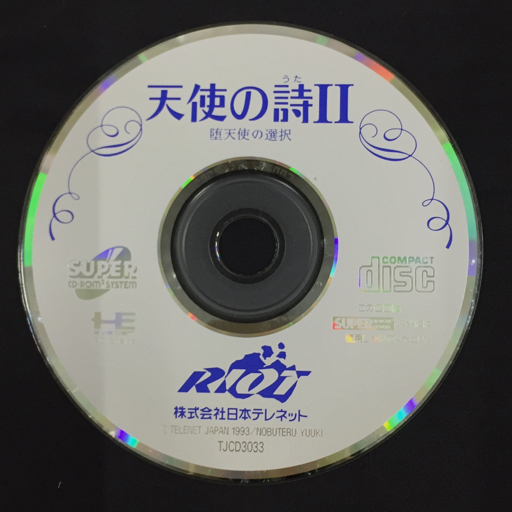 うた
天使の詩II
堕天使の選択
SUPER
CD-ROM² SYSTEM
COMPACT
disc
HE
SUPER
RIOT
株式会社日本テレネット
© TELENET JAPAN 1993/NOBUTERU YUUKI
TJCD3033